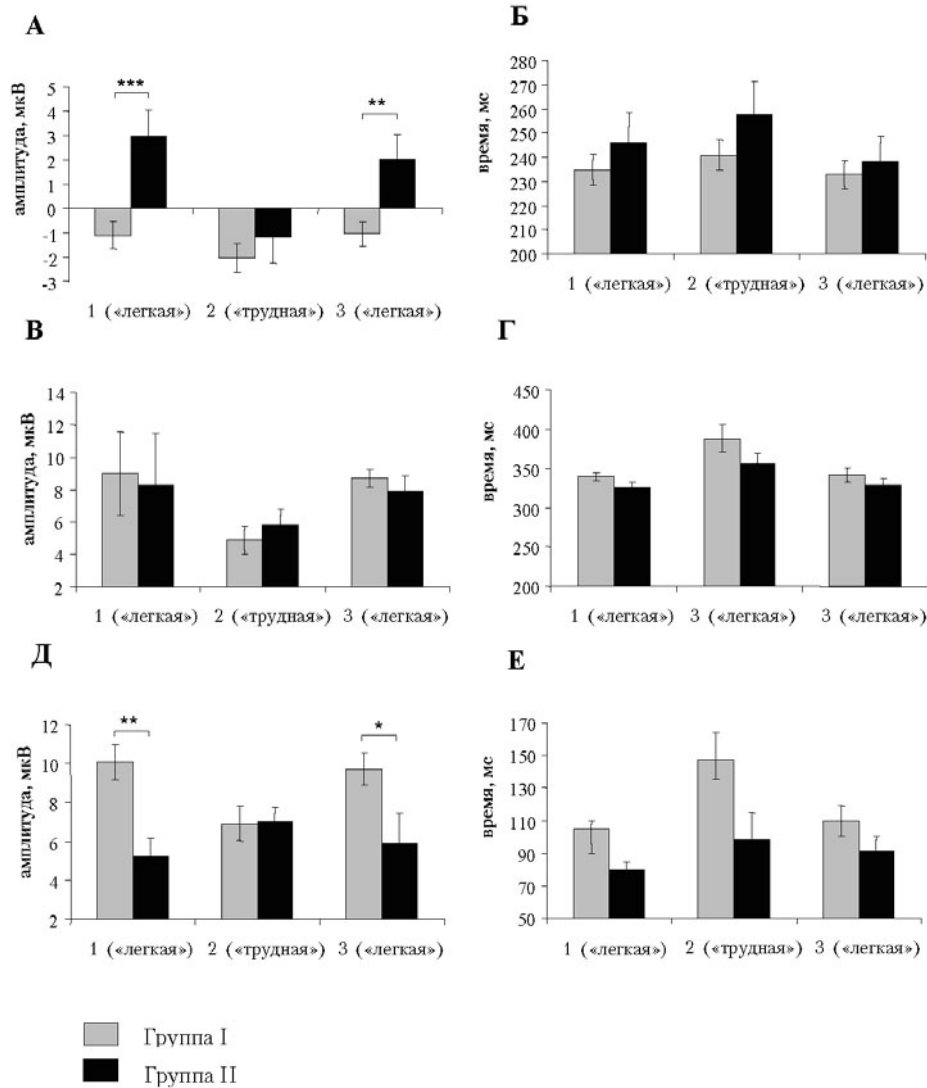 А
амплитуда, мкВ
5
4
3
2
1
0
-1
-2
-3
***
**
1 («легкая») 2 («трудная») 3 («легкая»)
Б
время, мс
280
270
260
250
240
230
220
210
200
1 («легкая») 2 («трудная») 3 («легкая»)
В
амплитуда, мкВ
14
12
10
8
6
4
2
1 («легкая») 2 («трудная») 3 («легкая»)
Г
время, мс
450
400
350
300
250
200
1 («легкая») 3 («легкая») 3 («легкая»)
Д
амплитуда, мкВ
12
10
8
6
4
2
**
*
1 («легкая») 2 («трудная») 3 («легкая»)
Е
время, мс
170
150
130
110
90
70
50
1 («легкая») 2 («трудная») 3 («легкая»)
Группа I
Группа II